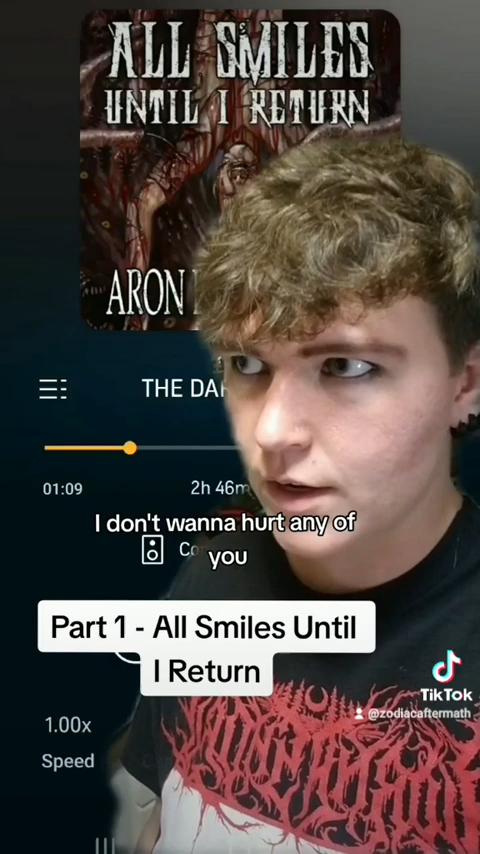 ALL SMILES
UNTIL I RETURN
ARON
THE DAR
01:09
2h 46m
I don't wanna hurt any of
you
Part 1 - All Smiles Until
I Return
TikTok
@zodiacaftermath
1.00x
Speed